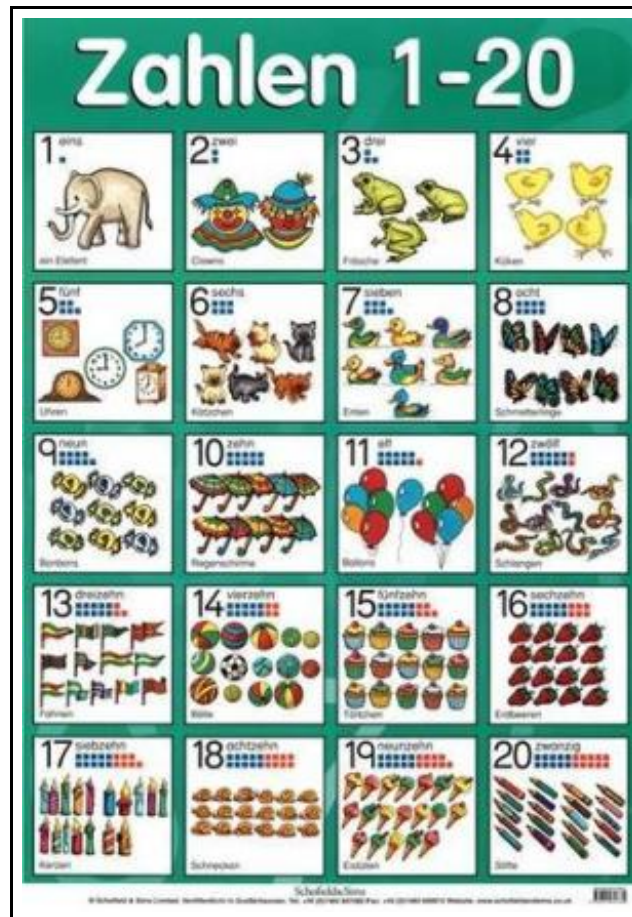 Zahlen 1-20
1 eins
ein Elefant
2 zwei
Clowns
3 drei
Frösche
4 vier
Küken
5 fünf
Uhren
6 sechs
Kätzchen
7 sieben
Enten
8 acht
Schmetterlinge
9 neun
Bonbons
10 zehn
Regenschirme
11 elf
Ballons
12 zwölf
Schlangen
13 dreizehn
Fahnen
14 vierzehn
Bälle
15 fünfzehn
Törtchen
16 sechzehn
Erdbeeren
17 siebzehn
Kerzen
18 achtzehn
Schnecken
19 neunzehn
Eistüten
20 zwanzig
Stifte
Schofield&Sims